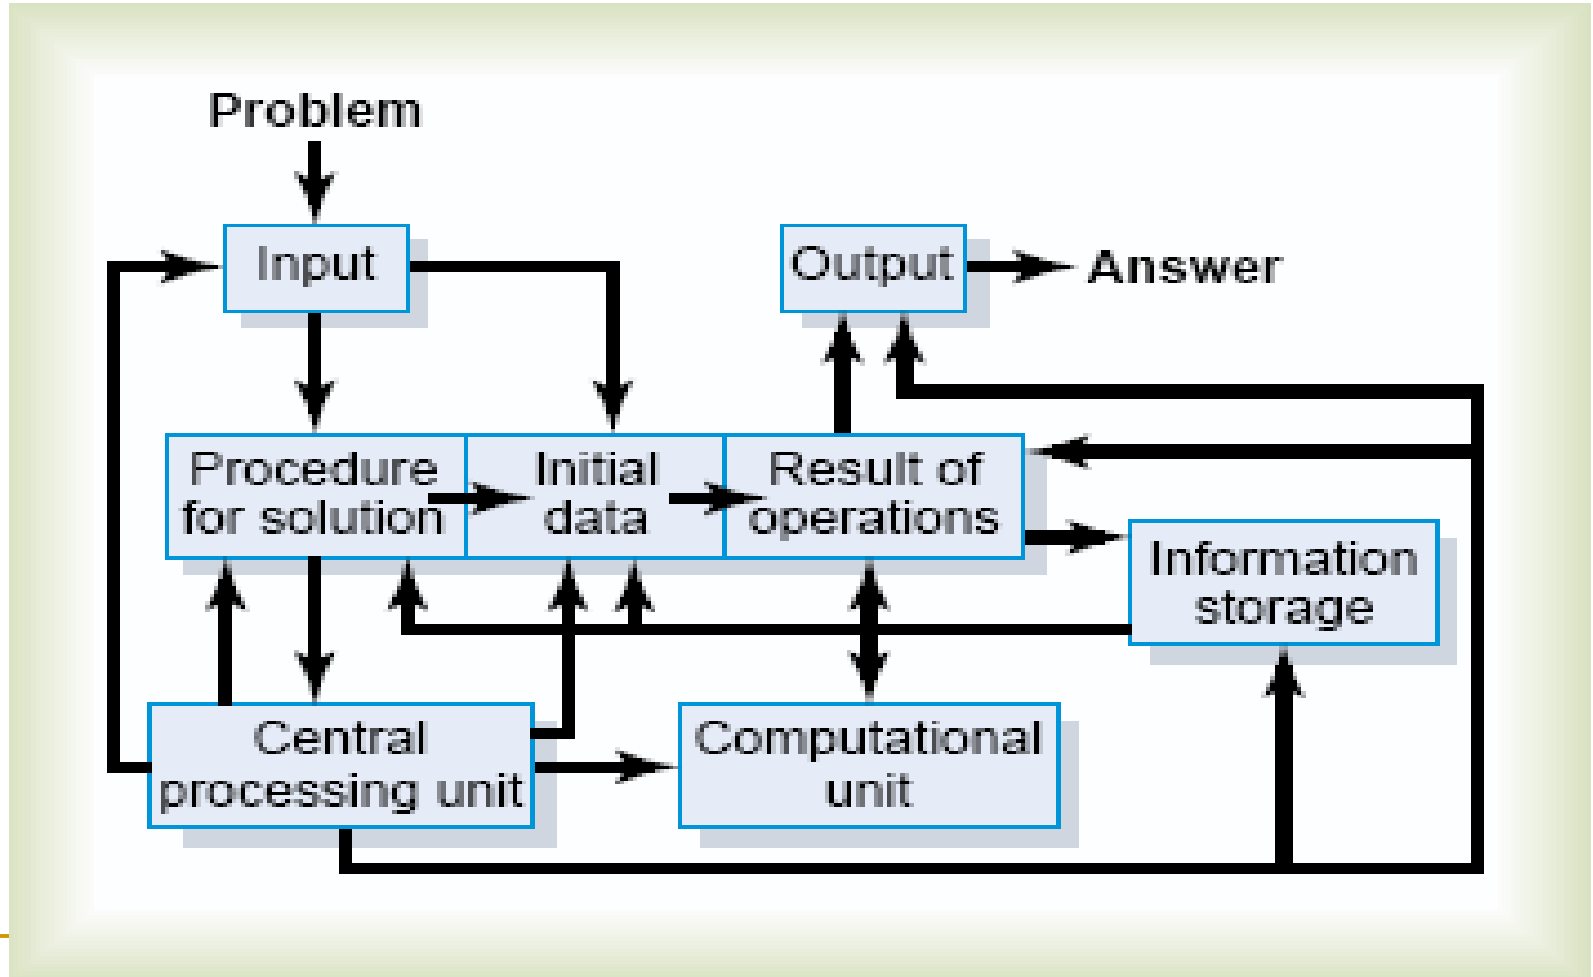 Problem
Input
Output
Answer
Procedure
for solution
Initial
data
Result of
operations
Information
storage
Central
processing unit
Computational
unit